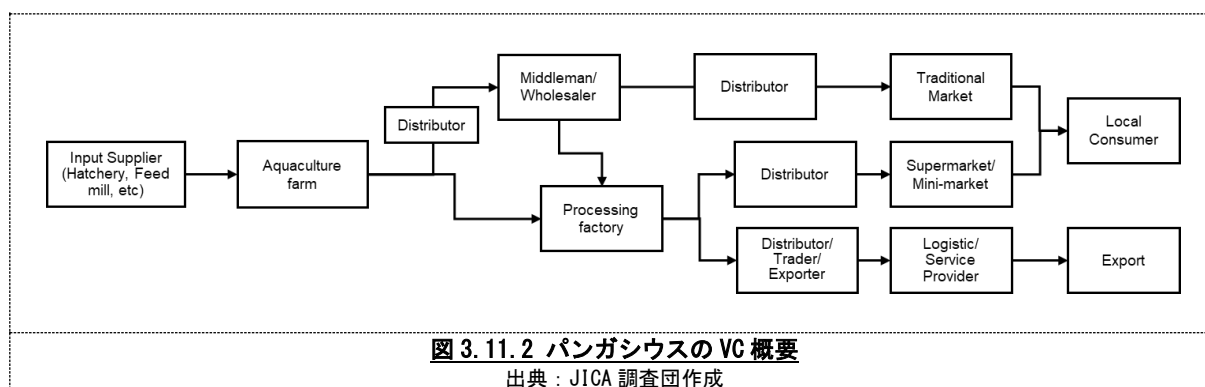 Input Supplier
(Hatchery, Feed
mill, etc)
Aquaculture
farm
Distributor
Middleman/
Wholesaler
Distributor
Traditional
Market
Local
Consumer
Processing
factory
Distributor
Supermarket/
Mini-market
Distributor/
Trader/
Exporter
Logistic/
Service
Provider
Export
図 3.11.2 パンガシウスの VC 概要
出典：JICA 調査団作成